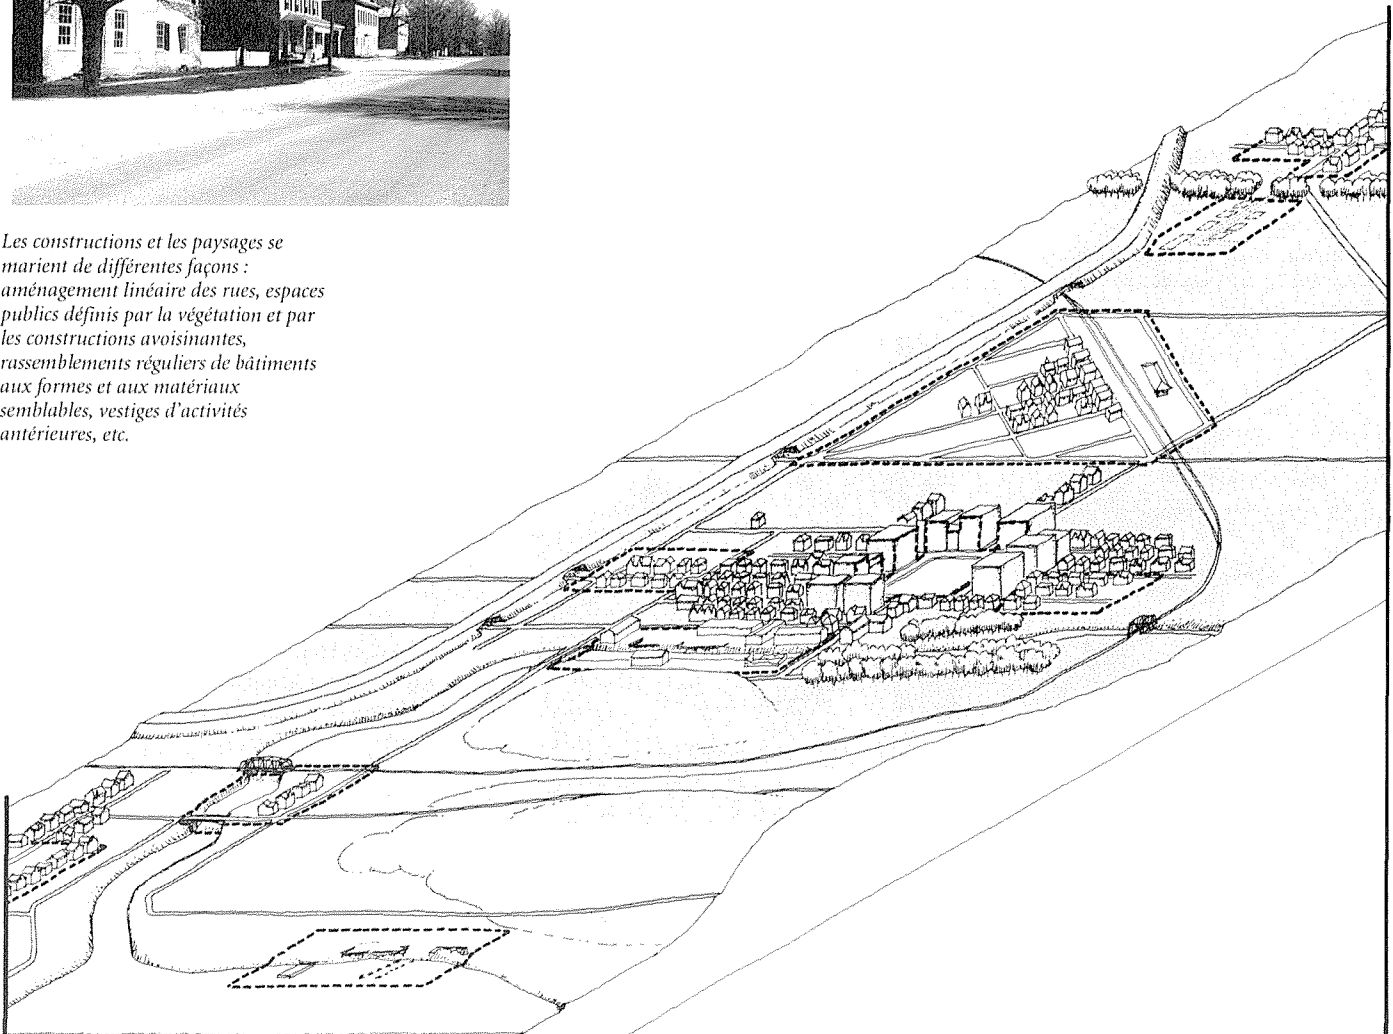 Les constructions et les paysages se
marient de différentes façons :
aménagement linéaire des rues, espaces
publics définis par la végétation et par
les constructions avoisinantes,
rassemblements réguliers de bâtiments
aux formes et aux matériaux
semblables, vestiges d'activités
antérieures, etc.